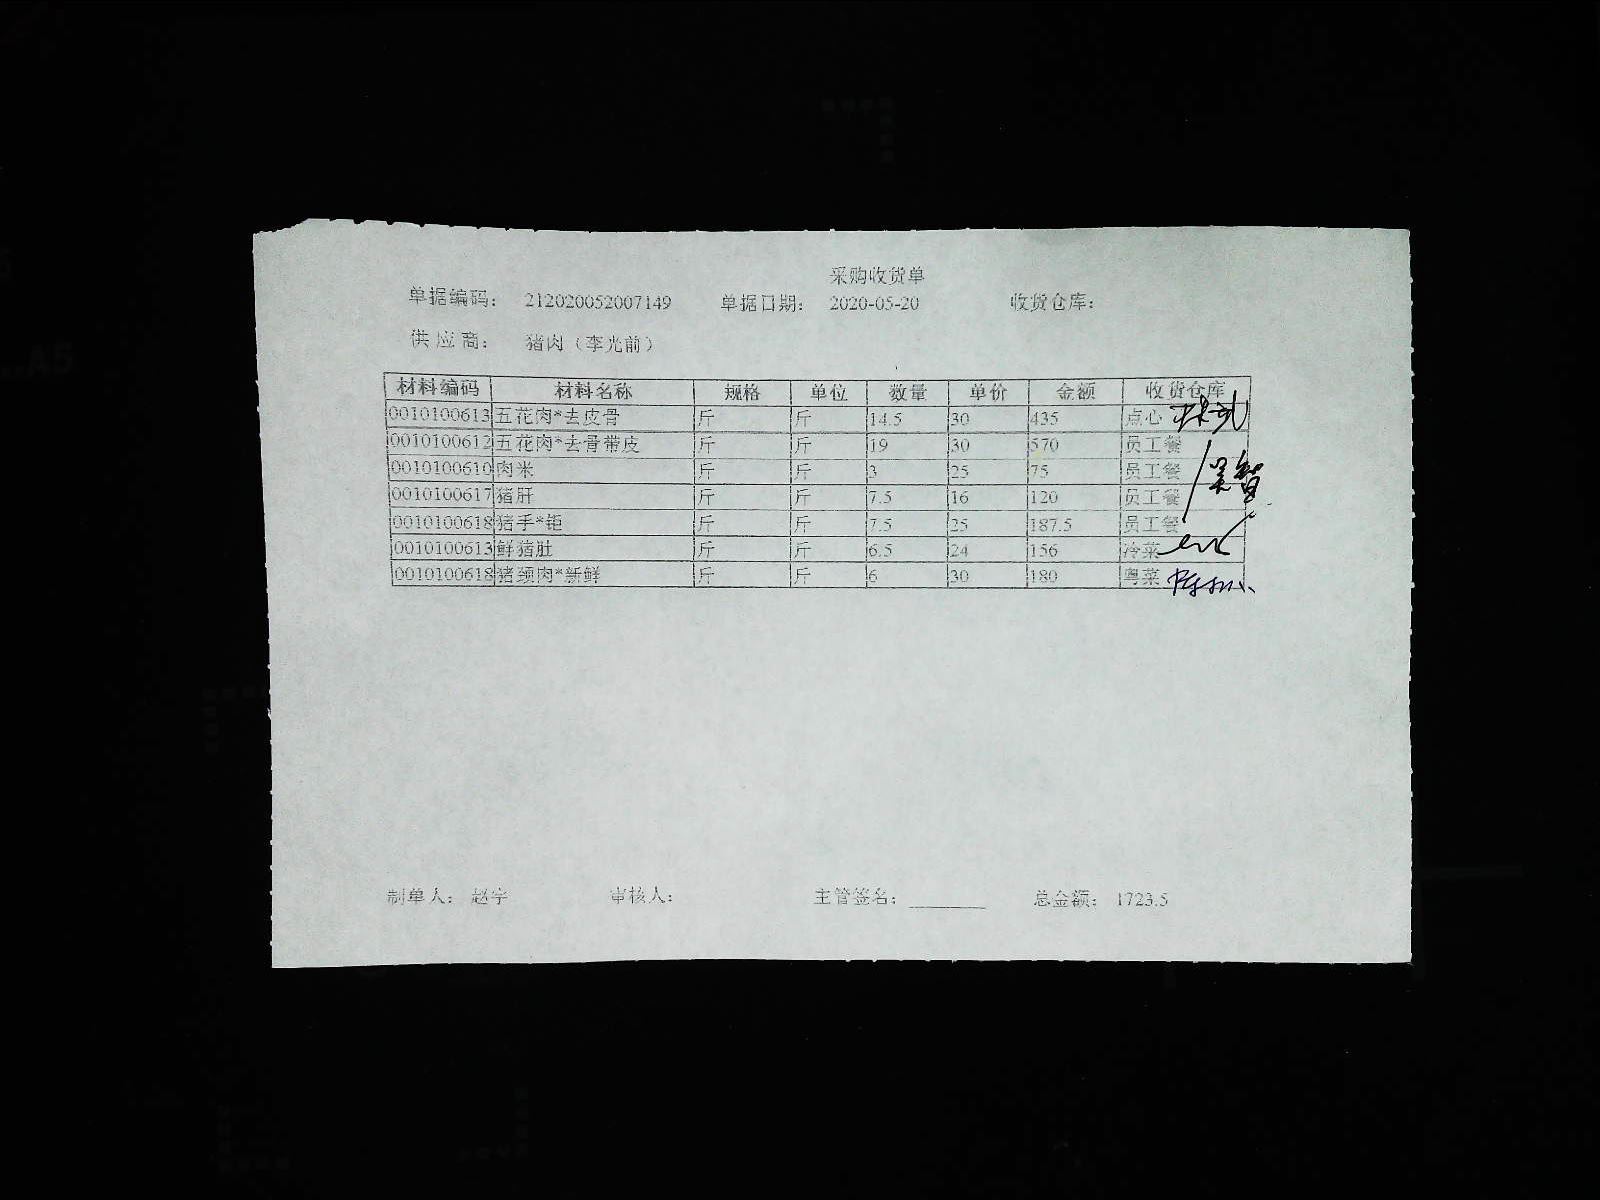 采购收货单
单据编码: 212020052007149 单据日期: 2020-05-20 收货仓库:
供应商: 猪肉（李光前）
材料编码 材料名称 规格 单位 数量 单价 金额 收货仓库
0010100613 五花肉*去皮骨 斤 斤 14.5 30 435 点心
0010100612 五花肉*去骨带皮 斤 斤 19 30 570 员工餐
0010100610 肉米 斤 斤 3 25 75 员工餐
0010100617 猪肝 斤 斤 7.5 16 120 员工餐
0010100618 猪手*钜 斤 斤 7.5 25 187.5 员工餐
0010100613 鲜猪肚 斤 斤 6.5 24 156 冷菜
0010100618 猪颈肉*新鲜 斤 斤 6 30 180 粤菜
制单人: 赵宇 审核人: 主管签名: 总金额: 1723.5